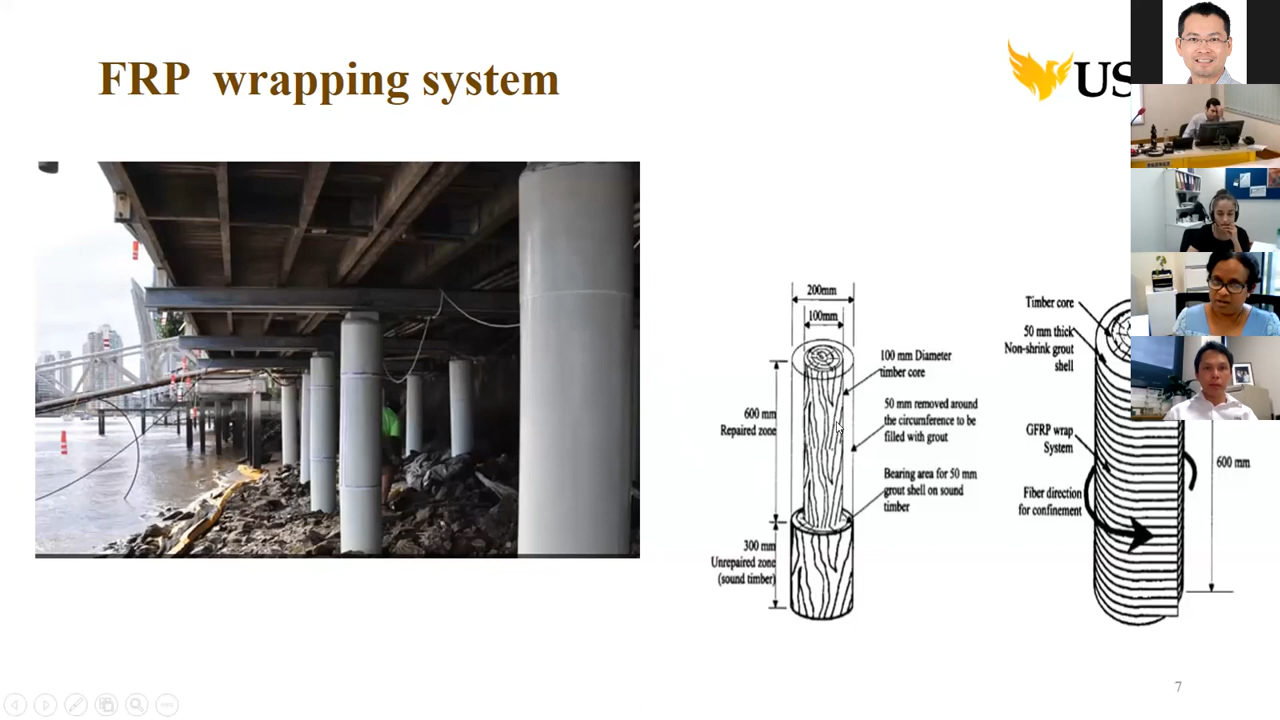 FRP wrapping system
US
200mm
100mm
100 mm Diameter
timber core
50 mm removed around
the circumference to be
filled with grout
600 mm
Repaired zone
Bearing area for 50 mm
grout shell on sound
timber
300 mm
Unrepaired zone
(sound timber)
Timber core
50 mm thick
Non-shrink grout
shell
GFRP wrap
System
Fiber direction
for confinement
600 mm
7